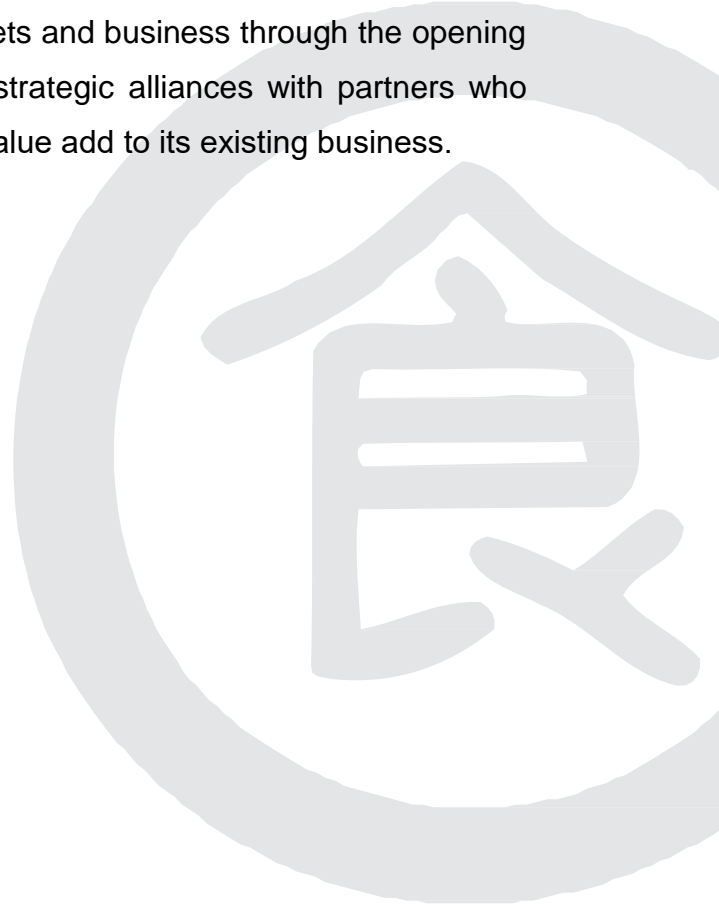 ets and business through the opening
strategic alliances with partners who
alue add to its existing business.
食